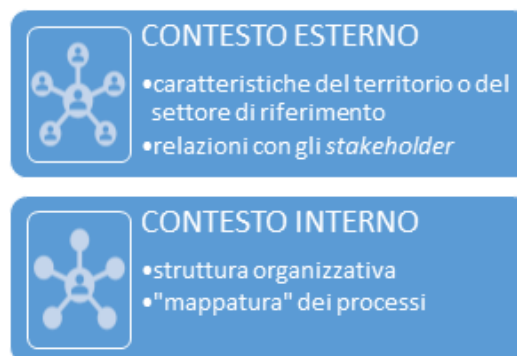 CONTESTO ESTERNO
•caratteristiche del territorio o del
settore di riferimento
•relazioni con gli stakeholder
CONTESTO INTERNO
•struttura organizzativa
•"mappatura" dei processi